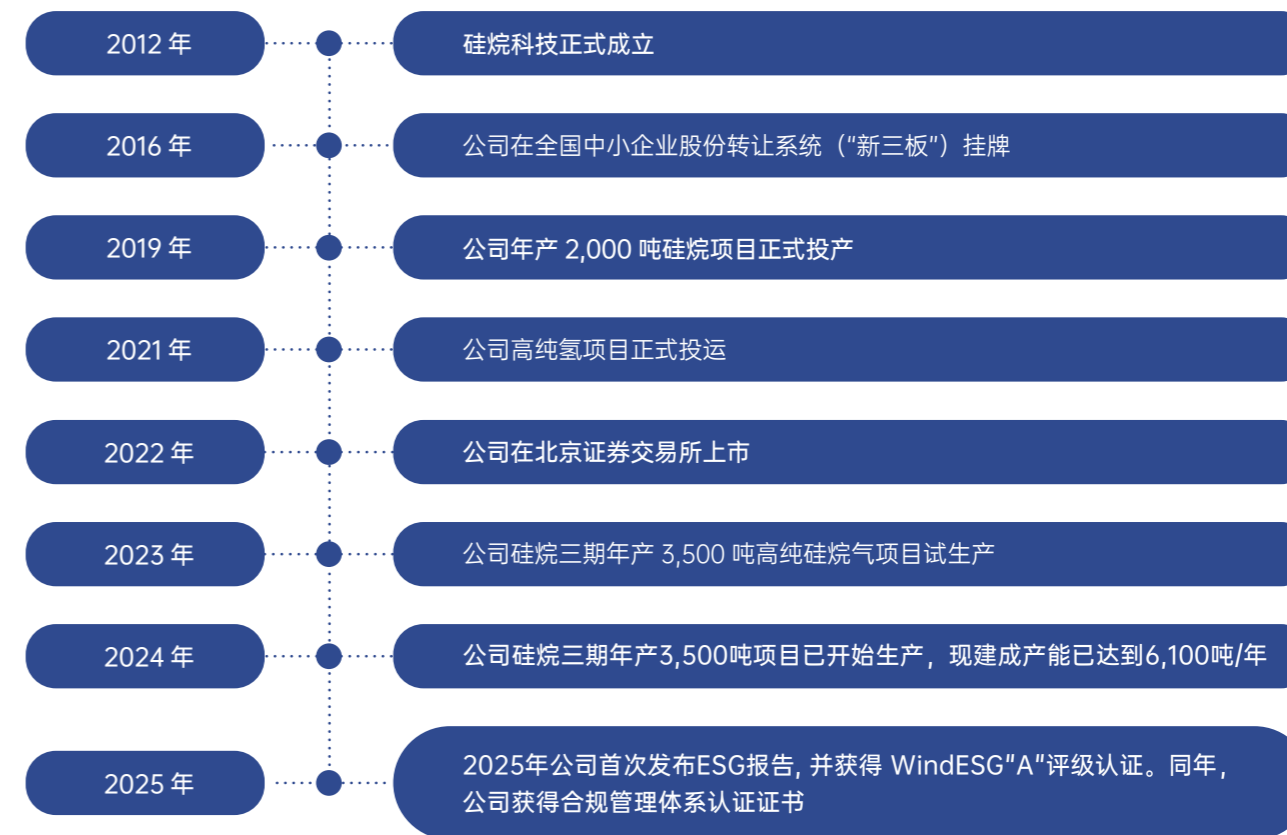 2012 年
硅烷科技正式成立
2016 年
公司在全国中小企业股份转让系统（“新三板”）挂牌
2019 年
公司年产 2,000 吨硅烷项目正式投产
2021 年
公司高纯氢项目正式投运
2022 年
公司在北京证券交易所上市
2023 年
公司硅烷三期年产 3,500 吨高纯硅烷气项目试生产
2024 年
公司硅烷三期年产3,500吨项目已开始生产，现建成产能已达到6,100吨/年
2025 年
2025年公司首次发布ESG报告, 并获得 WindESG"A"评级认证。同年，
公司获得合规管理体系认证证书